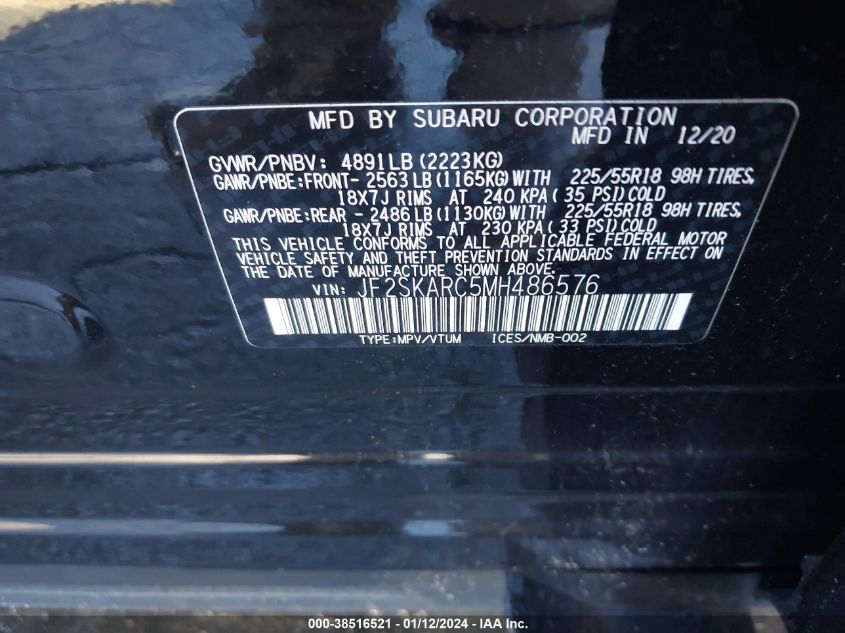 MFD BY SUBARU CORPORATION
MFD IN 12/20
GVWR/PNBV: 4891LB (2223KG)
GAWR/PNBE:FRONT- 2563LB (1165KG) WITH 225/55R18 98H TIRES,
18X7J RIMS AT 240 KPA (35 PSI) COLD
GAWR/PNBE:REAR - 2486LB (1130KG) WITH 225/55R18 98H TIRES,
18X7J RIMS AT 230 KPA (33 PSI) COLD
THIS VEHICLE CONFORMS TO ALL APPLICABLE FEDERAL MOTOR
VEHICLE SAFETY AND THEFT PREVENTION STANDARDS IN EFFECT ON
THE DATE OF MANUFACTURE SHOWN ABOVE.
VIN: JF2SKARC5MH486576
TYPE:MPV/VTUM ICES/NMB-002
000-38516521 - 01/12/2024 - IAA Inc.